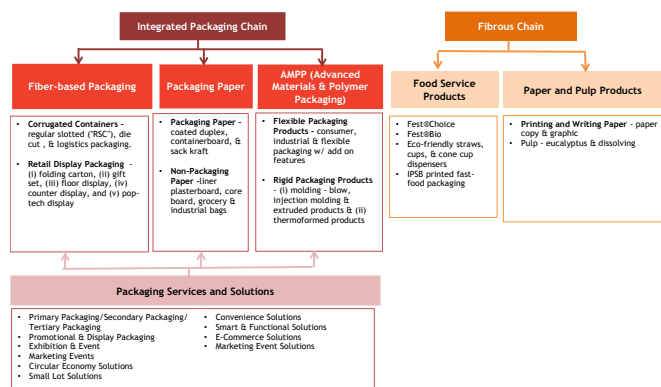 Integrated Packaging Chain
Fibrous Chain
Fiber-based Packaging
Packaging Paper
AMPP (Advanced
Materials & Polymer
Packaging)
Food Service
Products
Paper and Pulp Products
• Corrugated Containers –
regular slotted ("RSC"), die
cut , & logistics packaging.
• Retail Display Packaging –
(i) folding carton, (ii) gift
set, (iii) floor display, (iv)
counter display, and (v) pop-
tech display
• Packaging Paper –
coated duplex,
containerboard, &
sack kraft
• Non-Packaging
Paper –liner
plasterboard, core
board, grocery &
industrial bags
• Flexible Packaging
Products – consumer,
industrial & flexible
packaging w/ add on
features
• Rigid Packaging Products
– (i) molding – blow,
injection molding &
extruded products & (ii)
thermoformed products
• Fest®Choice
• Fest®Bio
• Eco-friendly straws,
cups, & cone cup
dispensers
• IPSB printed fast-
food packaging
• Printing and Writing Paper – paper
copy & graphic
• Pulp – eucalyptus & dissolving
Packaging Services and Solutions
• Primary Packaging/Secondary Packaging/
Tertiary Packaging
• Promotional & Display Packaging
• Exhibition & Event
• Marketing Events
• Circular Economy Solutions
• Small Lot Solutions
• Convenience Solutions
• Smart & Functional Solutions
• E-Commerce Solutions
• Marketing Event Solutions